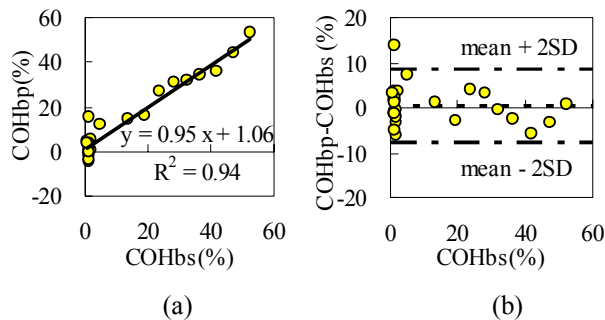 60
40
20
0
-20
COHbp(%)
y = 0.95 x + 1.06
R² = 0.94
0 20 40 60
COHbs(%)
(a)
20
10
0
-10
-20
COHbp-COHbs (%)
mean + 2SD
mean - 2SD
0 20 40 60
COHbs(%)
(b)